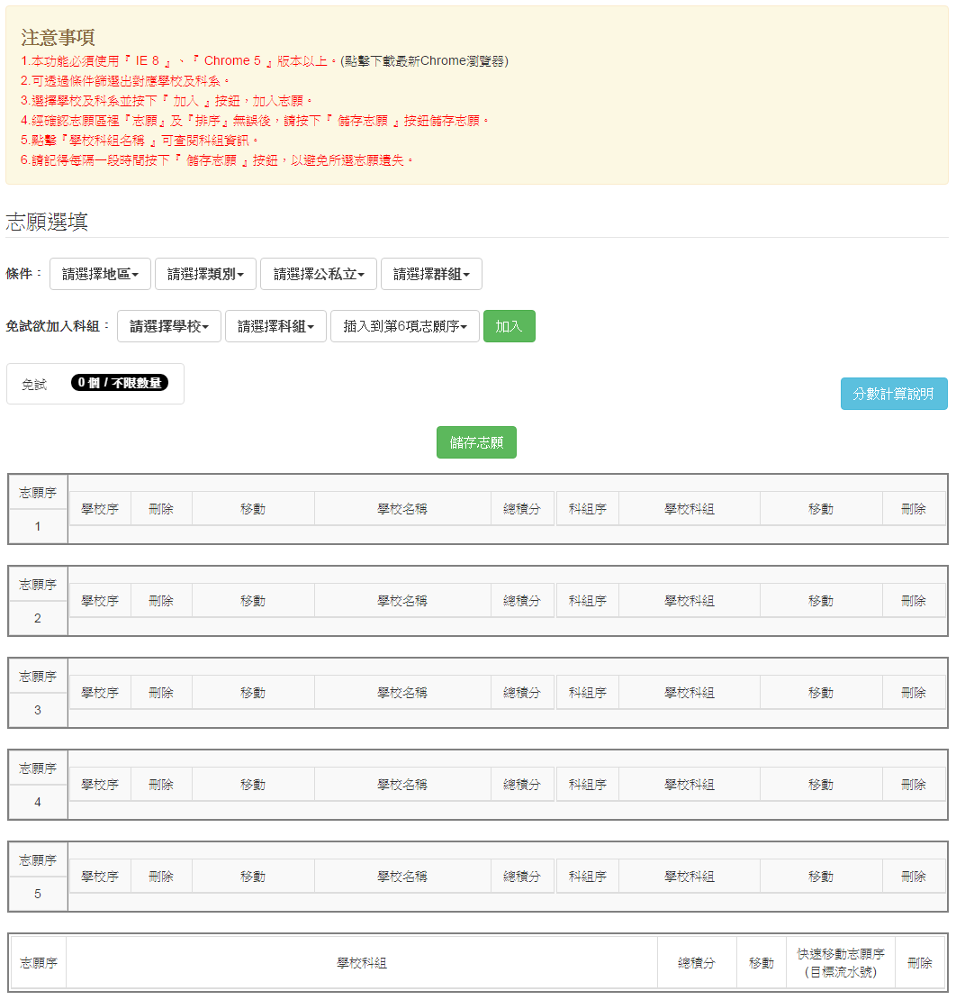 注意事項
1.本功能必須使用『 IE 8 』、『 Chrome 5 』版本以上。(點擊下載最新Chrome瀏覽器)
2.可透過條件篩選出對應學校及科系。
3.選擇學校及科系並按下『 加入 』按鈕，加入志願。
4.經確認志願區裡『志願』及『排序』無誤後，請按下『 儲存志願 』按鈕儲存志願。
5.點擊『學校科組名稱 』可查閱科組資訊。
6.請記得每隔一段時間按下『 儲存志願 』按鈕，以避免所選志願遺失。
志願選填
條件： 請選擇地區 請選擇類別 請選擇公私立 請選擇群組
免試欲加入科組： 請選擇學校 請選擇科組 插入到第6項志願序 加入
免試 0 個 / 不限數量
分數計算說明
儲存志願
志願序
學校序 刪除 移動 學校名稱 總積分 科組序 學校科組 移動 刪除
1
志願序
學校序 刪除 移動 學校名稱 總積分 科組序 學校科組 移動 刪除
2
志願序
學校序 刪除 移動 學校名稱 總積分 科組序 學校科組 移動 刪除
3
志願序
學校序 刪除 移動 學校名稱 總積分 科組序 學校科組 移動 刪除
4
志願序
學校序 刪除 移動 學校名稱 總積分 科組序 學校科組 移動 刪除
5
志願序 學校科組 總積分 移動 快速移動志願序 刪除
(目標流水號)